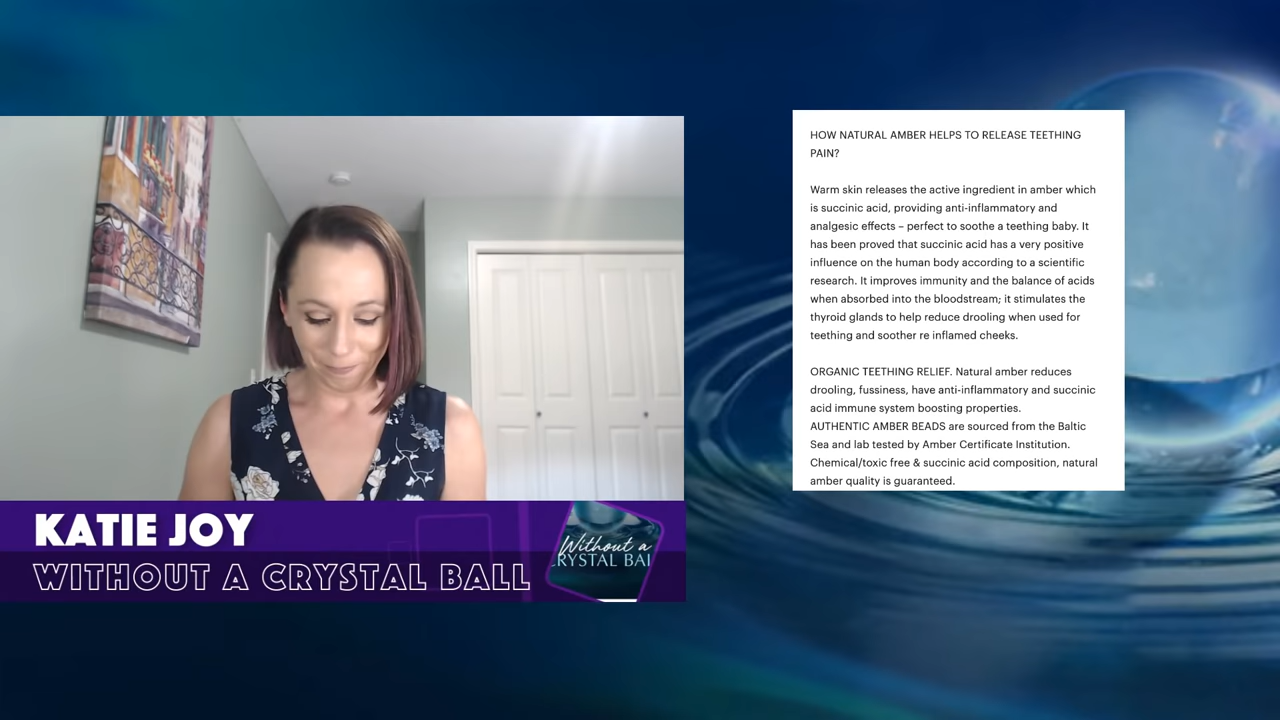 HOW NATURAL AMBER HELPS TO RELEASE TEETHING
PAIN?
Warm skin releases the active ingredient in amber which
is succinic acid, providing anti-inflammatory and
analgesic effects – perfect to soothe a teething baby. It
has been proved that succinic acid has a very positive
influence on the human body according to a scientific
research. It improves immunity and the balance of acids
when absorbed into the bloodstream; it stimulates the
thyroid glands to help reduce drooling when used for
teething and soother re inflamed cheeks.
ORGANIC TEETHING RELIEF. Natural amber reduces
drooling, fussiness, have anti-inflammatory and succinic
acid immune system boosting properties.
AUTHENTIC AMBER BEADS are sourced from the Baltic
Sea and lab tested by Amber Certificate Institution.
Chemical/toxic free & succinic acid composition, natural
amber quality is guaranteed.
KATIE JOY
WITHOUT A CRYSTAL BALL
Without a
CRYSTAL BAL